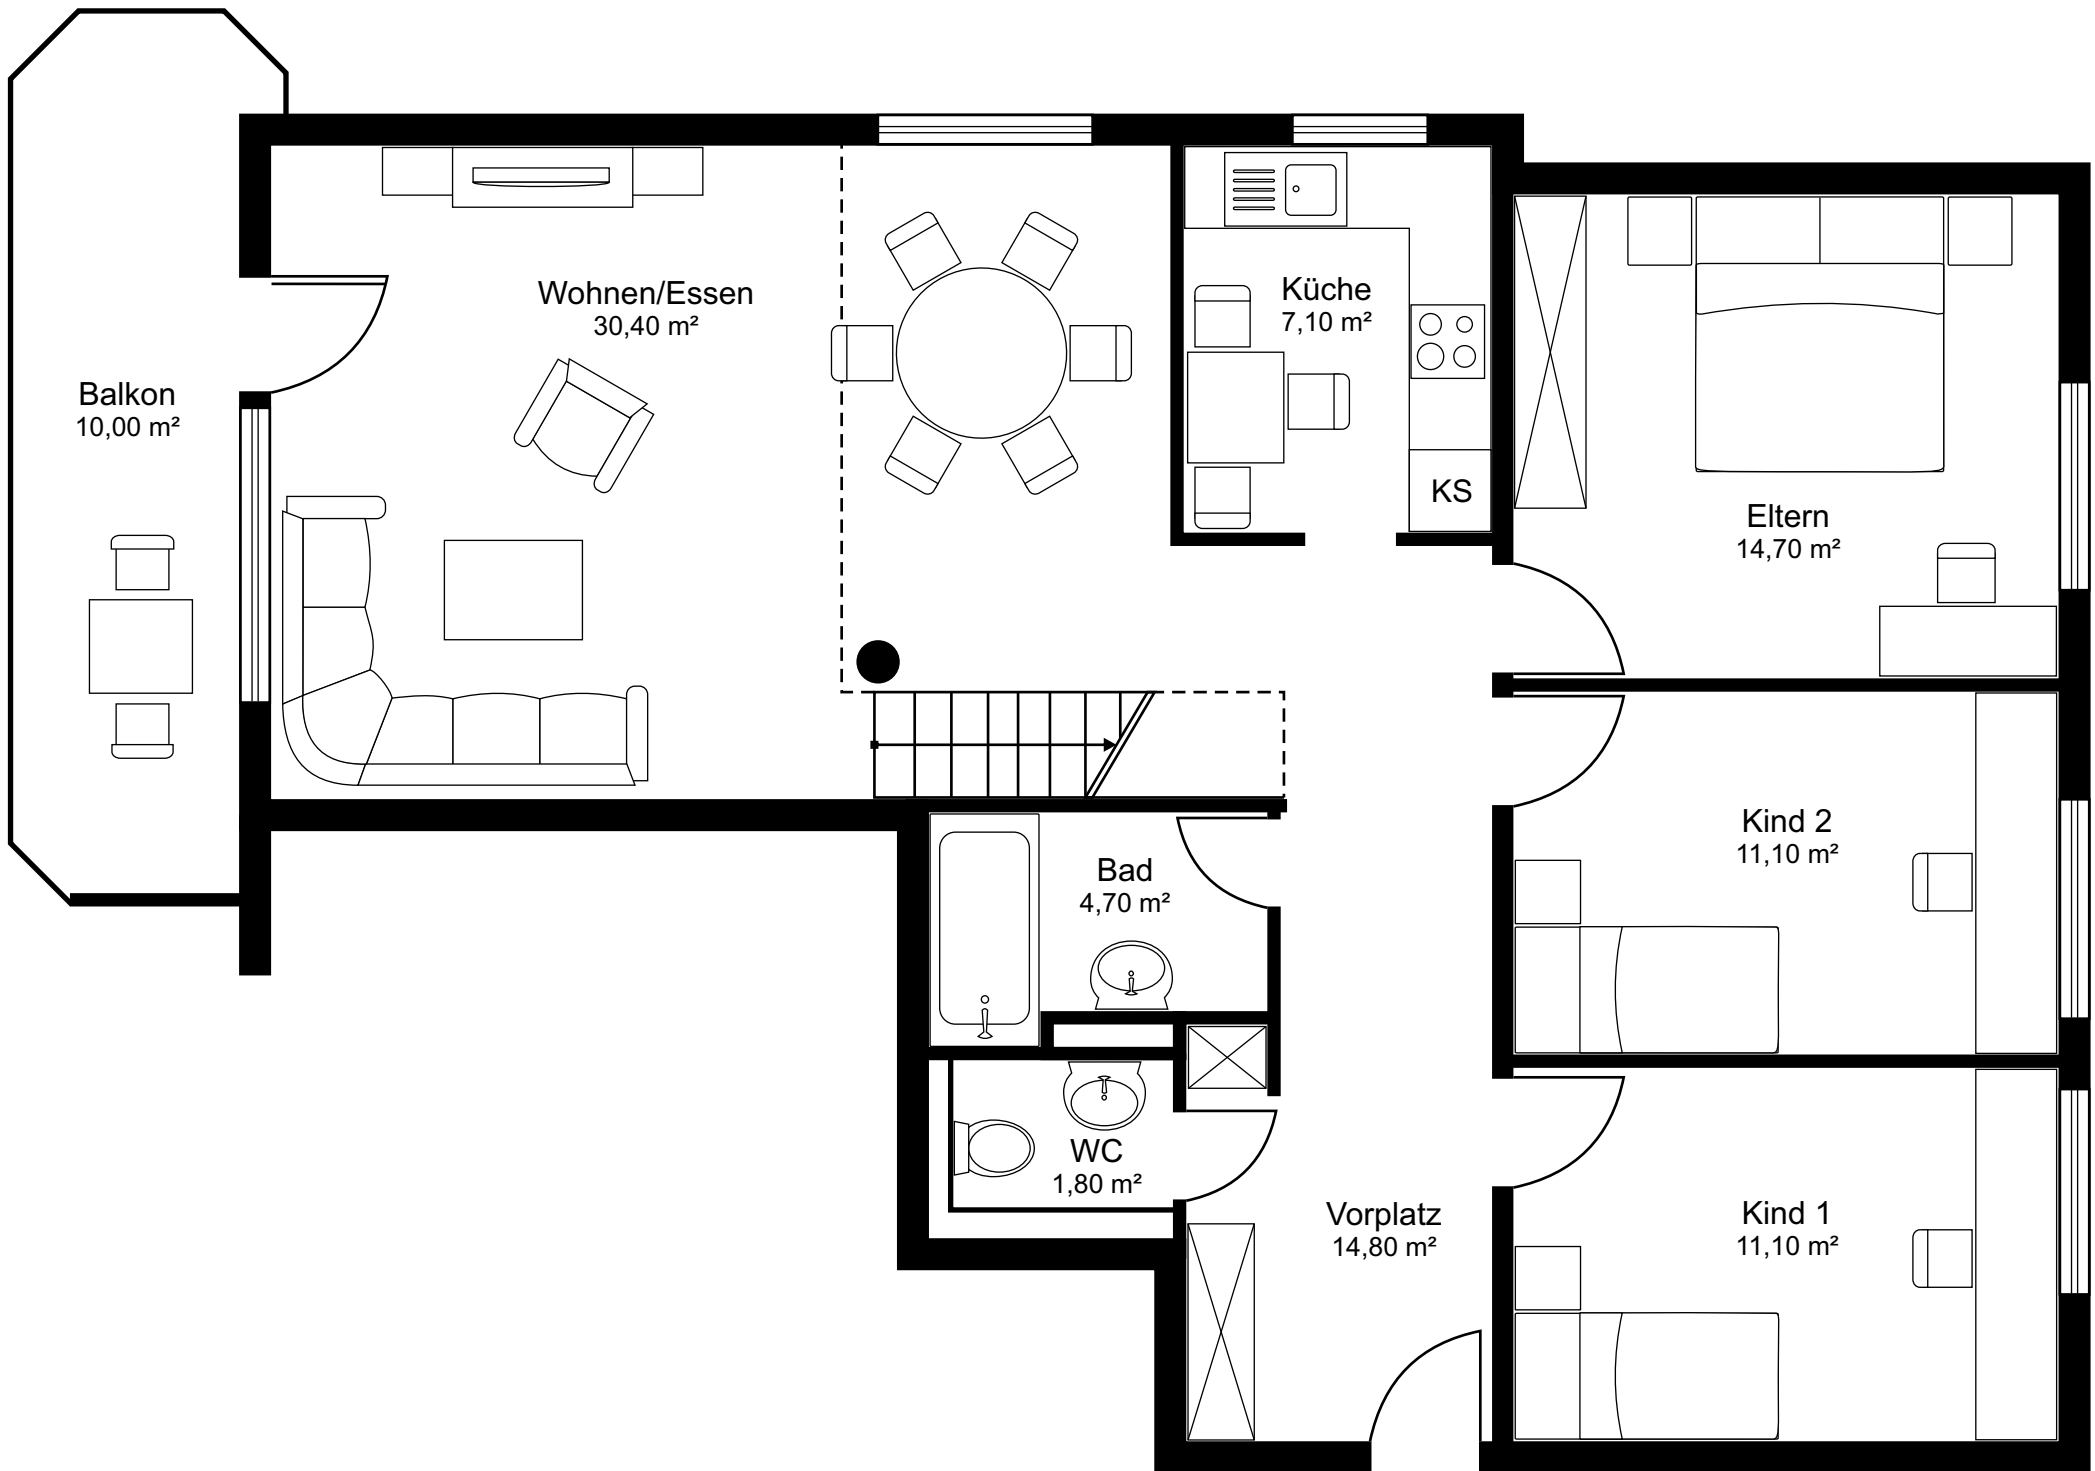 Wohnen/Essen
30,40 m²
Küche
7,10 m²
Balkon
10,00 m²
KS
Eltern
14,70 m²
Kind 2
11,10 m²
Bad
4,70 m²
WC
1,80 m²
Vorplatz
14,80 m²
Kind 1
11,10 m²